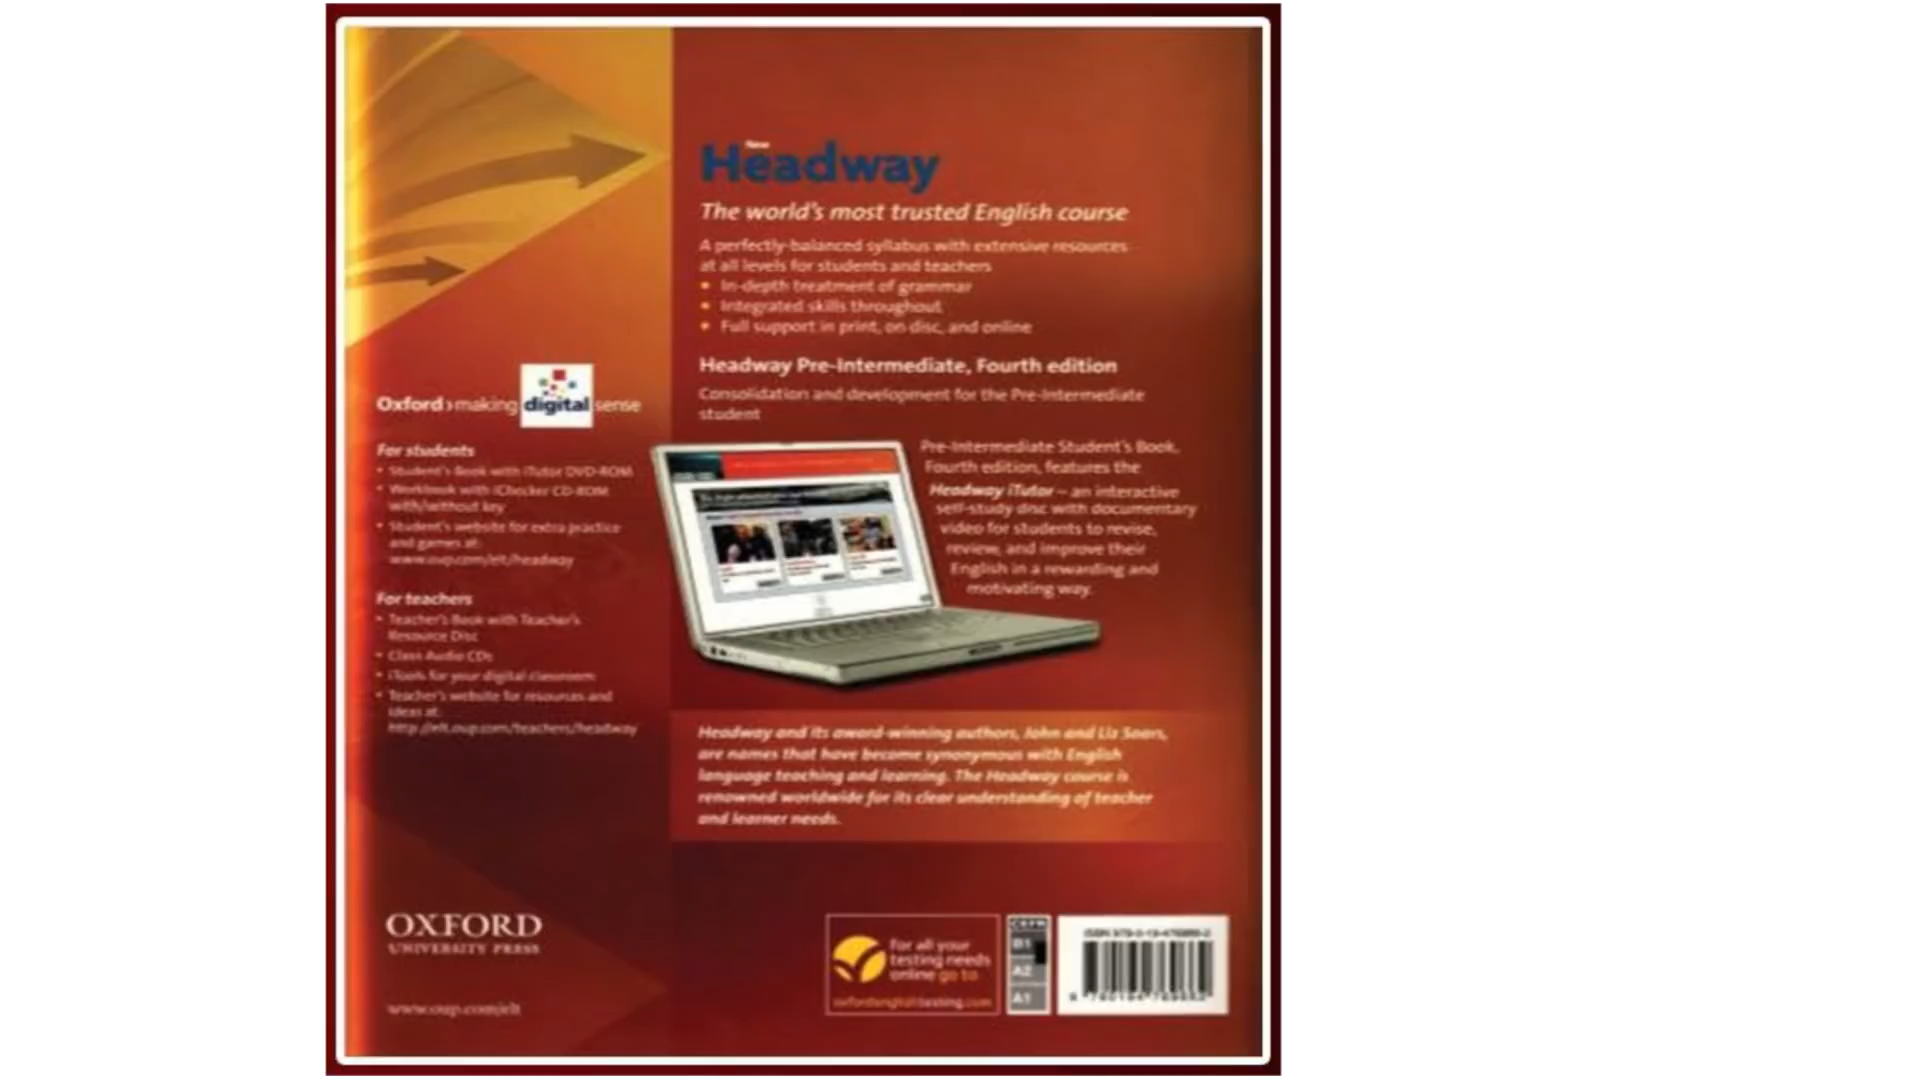 New
Headway
The world's most trusted English course
A perfectly-balanced syllabus with extensive resources
at all levels for students and teachers
• In-depth treatment of grammar
• Integrated skills throughout
• Full support in print, on disc, and online
Headway Pre-Intermediate, Fourth edition
Consolidation and development for the Pre-Intermediate
student
Pre-Intermediate Student's Book,
Fourth edition, features the
Headway iTutor – an interactive
self-study disc with documentary
video for students to revise,
review, and improve their
English in a rewarding and
motivating way.
Oxford › making digital sense
For students
• Student's Book with iTutor DVD-ROM
• Workbook with iChecker CD-ROM
with/without key
• Student's website for extra practice
and games at:
www.oup.com/elt/headway
For teachers
• Teacher's Book with Teacher's
Resource Disc
• Class Audio CDs
• iTools for your digital classroom
• Teacher's website for resources and
ideas at:
http://elt.oup.com/teachers/headway
Headway and its award-winning authors, John and Liz Soars,
are names that have become synonymous with English
language teaching and learning. The Headway course is
renowned worldwide for its clear understanding of teacher
and learner needs.
OXFORD
UNIVERSITY PRESS
www.oup.com/elt
For all your
testing needs
online go to
oxfordenglishtesting.com
CEFR
B1
A2
A1
ISBN